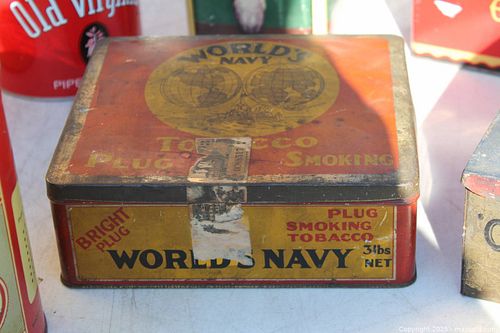 Old Virgin
PIPE
WORLD'S
NAVY
TOBACCO
PLUG SMOKING
BRIGHT
PLUG
PLUG
SMOKING
TOBACCO
WORLD'S NAVY
3lbs
NET